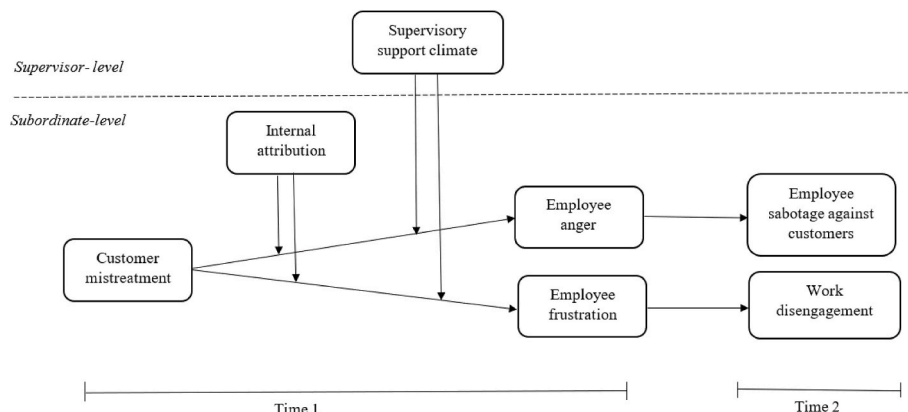 Supervisory
support climate
Supervisor- level
Subordinate-level
Internal
attribution
Employee
anger
Employee
sabotage against
customers
Customer
mistreatment
Employee
frustration
Work
disengagement
Time 1
Time 2